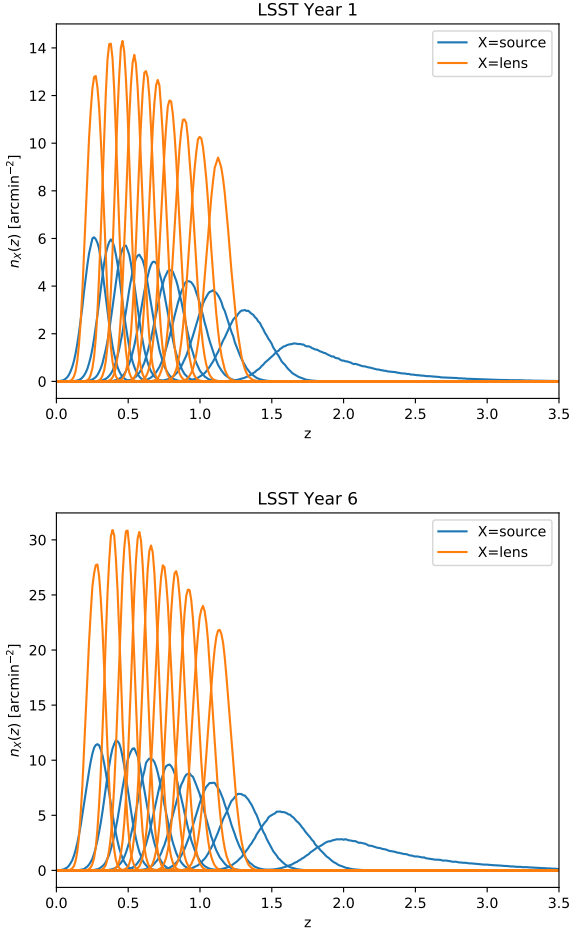 LSST Year 1
14
12
10
8
6
4
2
0
n_X(z) [arcmin⁻²]
X=source
X=lens
0.0 0.5 1.0 1.5 2.0 2.5 3.0 3.5
z
LSST Year 6
30
25
20
15
10
5
0
n_X(z) [arcmin⁻²]
X=source
X=lens
0.0 0.5 1.0 1.5 2.0 2.5 3.0 3.5
z